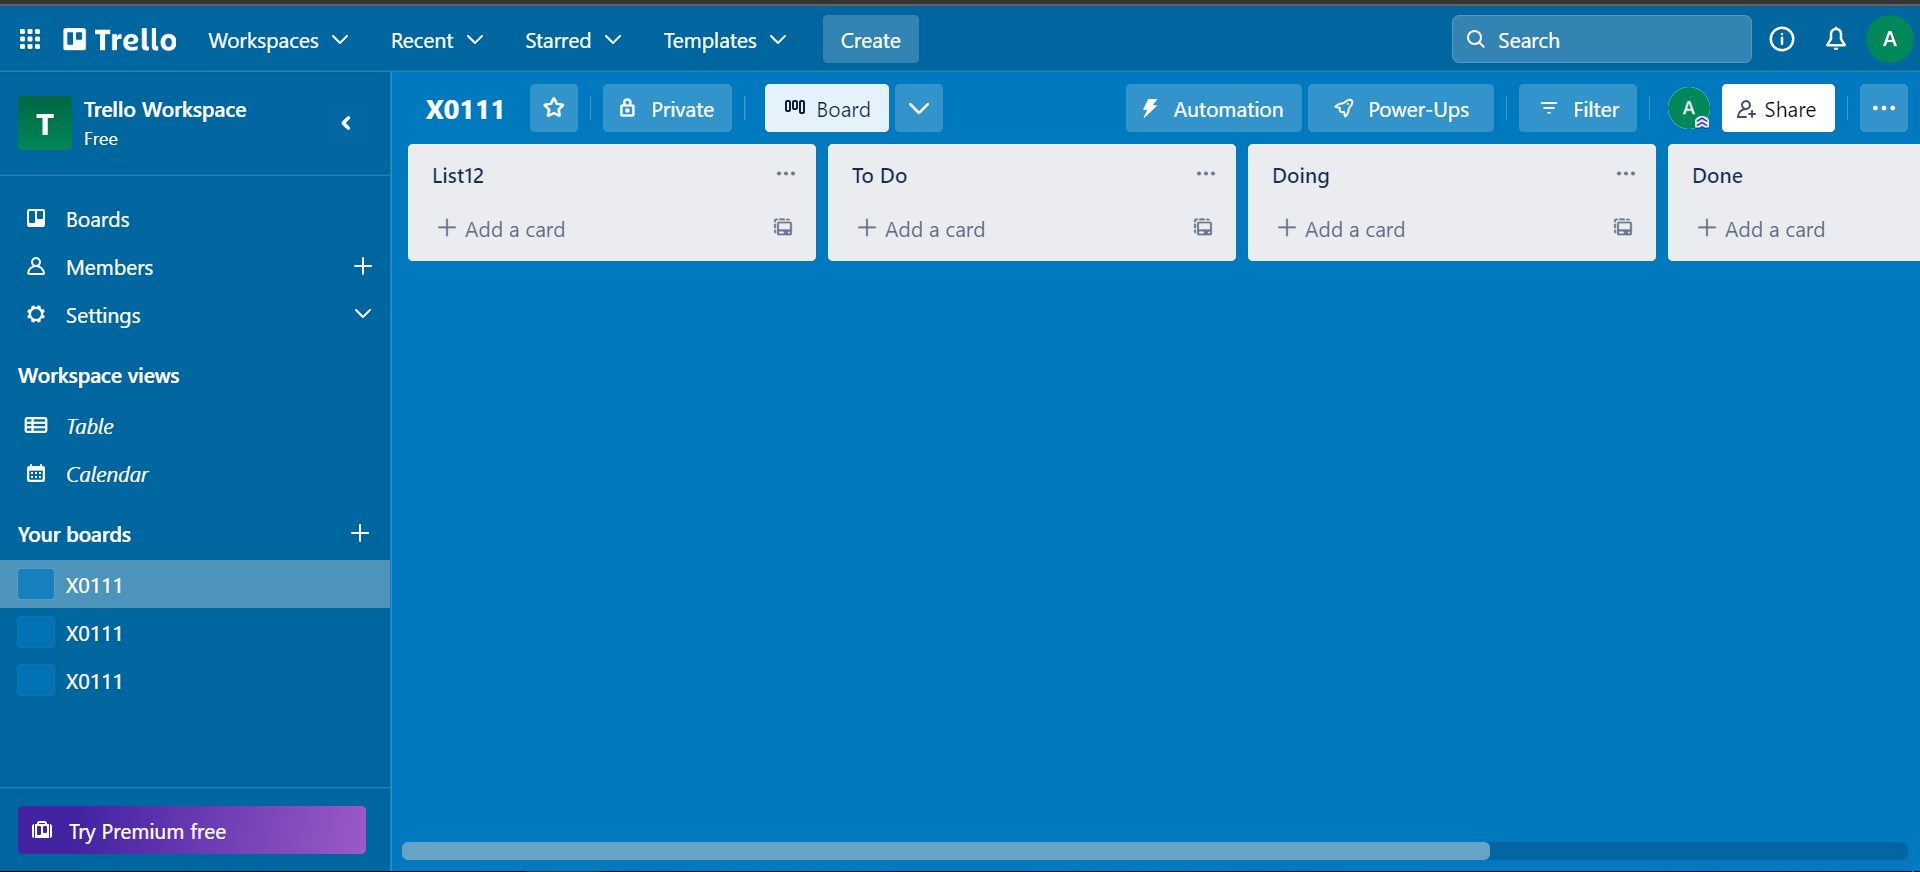 Trello Workspaces Recent Starred Templates Create Search A
T Trello Workspace
Free
Boards
Members
Settings
Workspace views
Table
Calendar
Your boards
X0111
X0111
X0111
Try Premium free
X0111 Private Board Automation Power-Ups Filter A Share
List12
Add a card
To Do
Add a card
Doing
Add a card
Done
Add a card